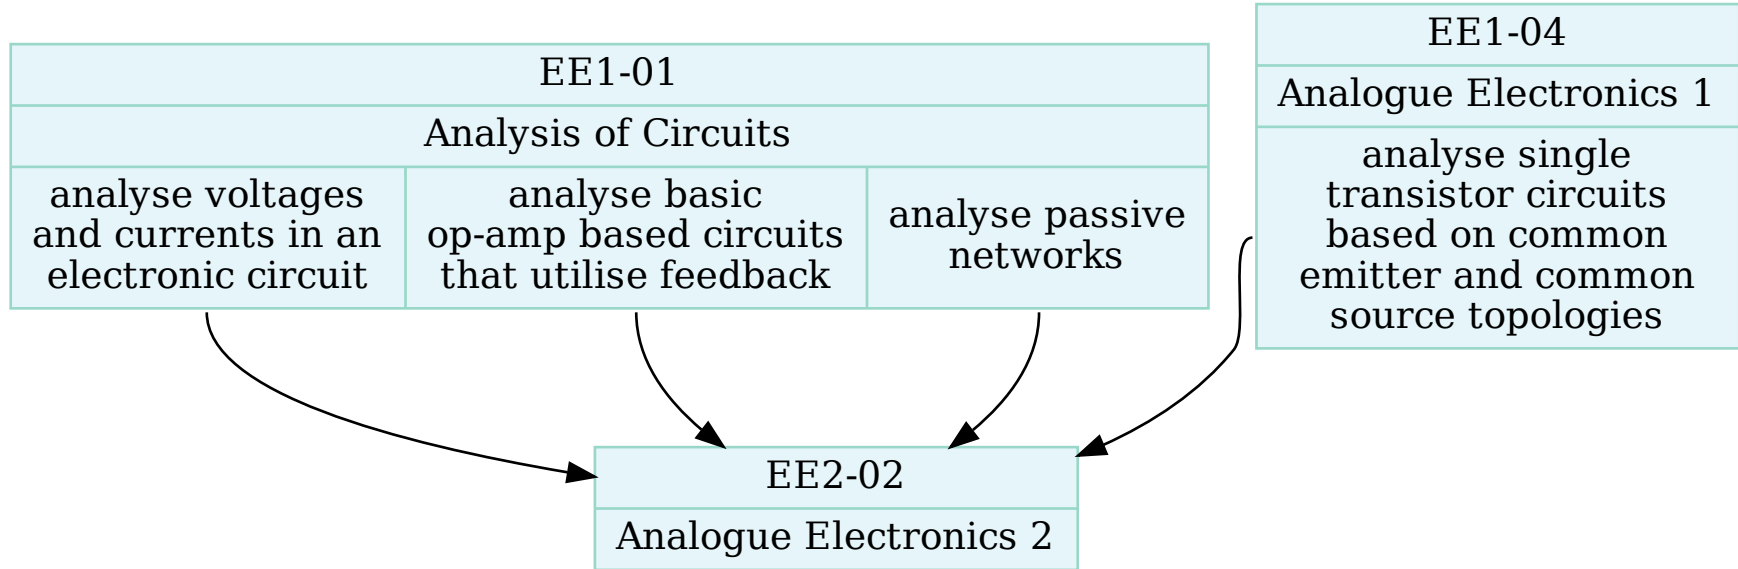 EE1-01
Analysis of Circuits
analyse voltages
and currents in an
electronic circuit
analyse basic
op-amp based circuits
that utilise feedback
analyse passive
networks
EE1-04
Analogue Electronics 1
analyse single
transistor circuits
based on common
emitter and common
source topologies
EE2-02
Analogue Electronics 2